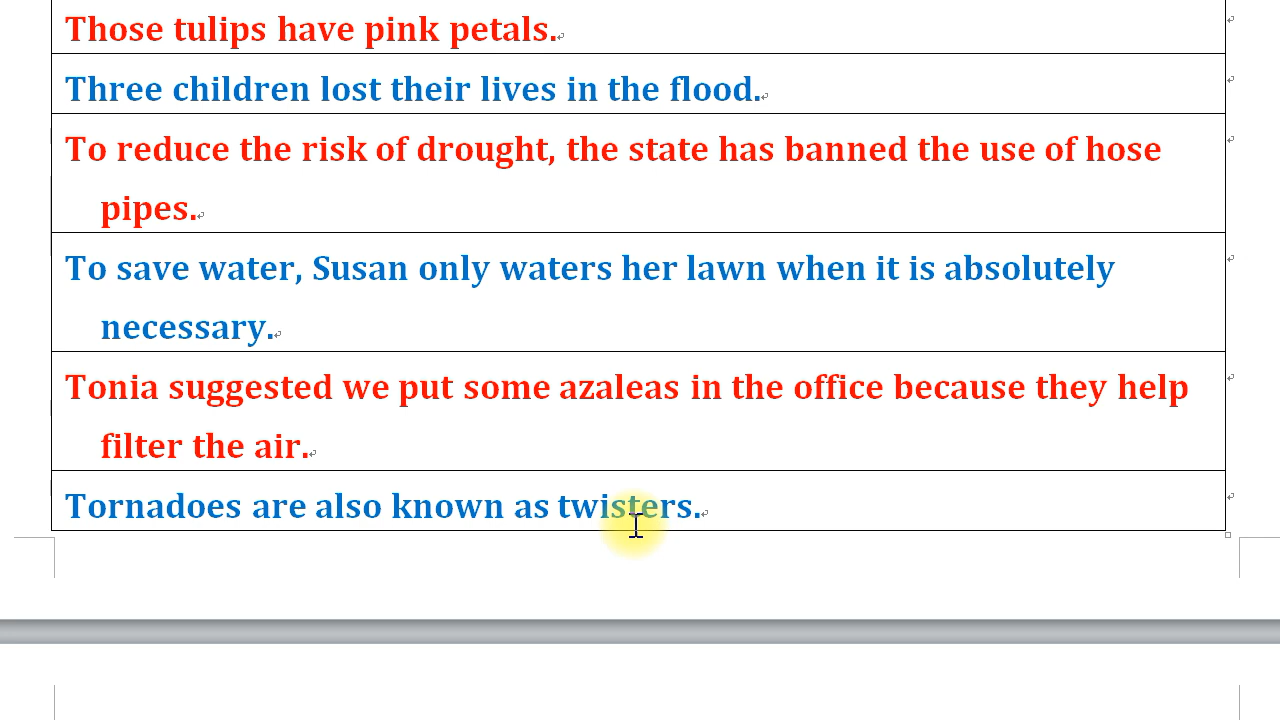 Those tulips have pink petals.
Three children lost their lives in the flood.
To reduce the risk of drought, the state has banned the use of hose
pipes.
To save water, Susan only waters her lawn when it is absolutely
necessary.
Tonia suggested we put some azaleas in the office because they help
filter the air.
Tornadoes are also known as twisters.